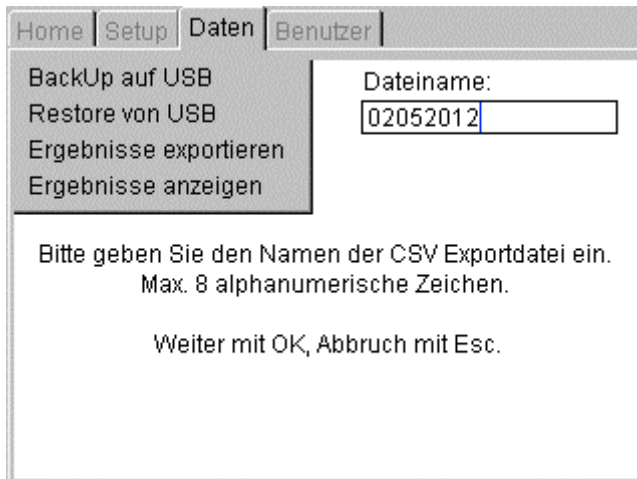 Home Setup Daten Benutzer
BackUp auf USB
Restore von USB
Ergebnisse exportieren
Ergebnisse anzeigen
Dateiname:
02052012
Bitte geben Sie den Namen der CSV Exportdatei ein.
Max. 8 alphanumerische Zeichen.
Weiter mit OK, Abbruch mit Esc.